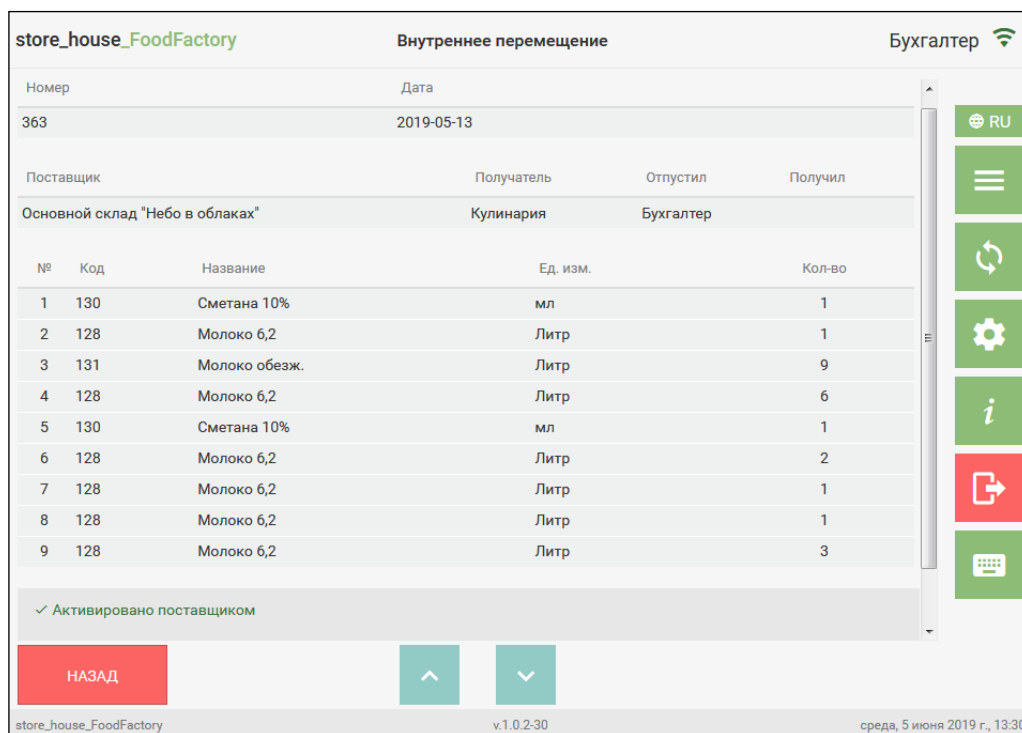 store_house_FoodFactory Внутреннее перемещение Бухгалтер
Номер Дата
363 2019-05-13
RU
Поставщик Получатель Отпустил Получил
Основной склад "Небо в облаках" Кулинария Бухгалтер
№ Код Название Ед. изм. Кол-во
1 130 Сметана 10% мл 1
2 128 Молоко 6,2 Литр 1
3 131 Молоко обезж. Литр 9
4 128 Молоко 6,2 Литр 6
5 130 Сметана 10% мл 1
6 128 Молоко 6,2 Литр 2
7 128 Молоко 6,2 Литр 1
8 128 Молоко 6,2 Литр 1
9 128 Молоко 6,2 Литр 3
✓ Активировано поставщиком
НАЗАД
store_house_FoodFactory v.1.0.2-30 среда, 5 июня 2019 г., 13:30